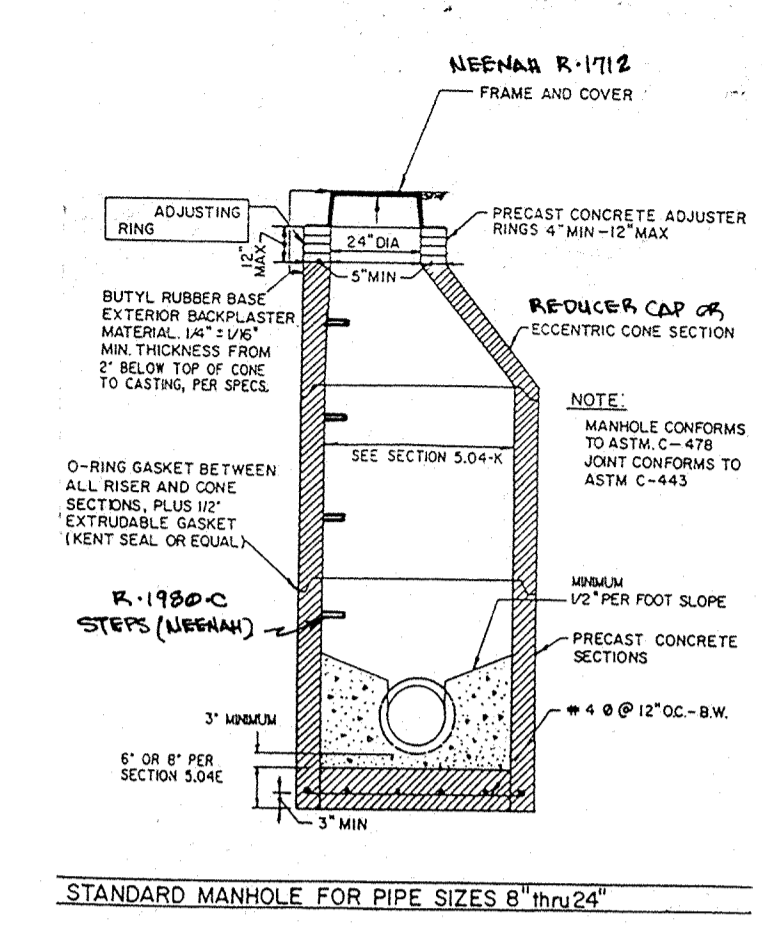 NEENAH R-1712
FRAME AND COVER
ADJUSTING
RING
12"
MAX
24" DIA
5" MIN
PRECAST CONCRETE ADJUSTER
RINGS 4" MIN-12" MAX
BUTYL RUBBER BASE
EXTERIOR BACKPLASTER
MATERIAL. 1/4" ± 1/16"
MIN. THICKNESS FROM
2" BELOW TOP OF CONE
TO CASTING, PER SPECS.
REDUCER CAP OR
ECCENTRIC CONE SECTION
NOTE:
MANHOLE CONFORMS
TO ASTM. C-478
JOINT CONFORMS TO
ASTM C-443
SEE SECTION 5.04-K
O-RING GASKET BETWEEN
ALL RISER AND CONE
SECTIONS, PLUS 1/2"
EXTRUDABLE GASKET
(KENT SEAL OR EQUAL)
R-1980-C
STEPS (NEENAH)
MINIMUM
1/2" PER FOOT SLOPE
PRECAST CONCRETE
SECTIONS
# 4 Ø @ 12" O.C.-B.W.
3" MINIMUM
6" OR 8" PER
SECTION 5.04E
3" MIN
STANDARD MANHOLE FOR PIPE SIZES 8" thru 24"